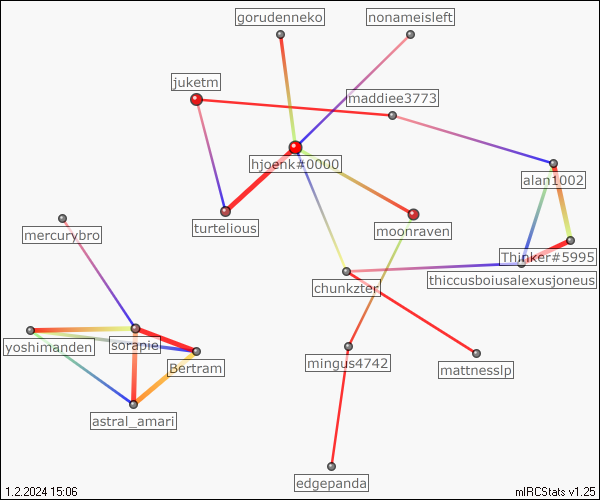 gorudenneko
nonameisleft
juketm
maddiee3773
hjoenk#0000
alan1002
turtelious
moonraven
mercurybro
Thinker#5995
thiccusboiusalexusjoneus
chunkzter
yoshimanden
sorapie
Bertram
mingus4742
mattnesslp
astral_amari
edgepanda
1.2.2024 15:06
mIRCStats v1.25